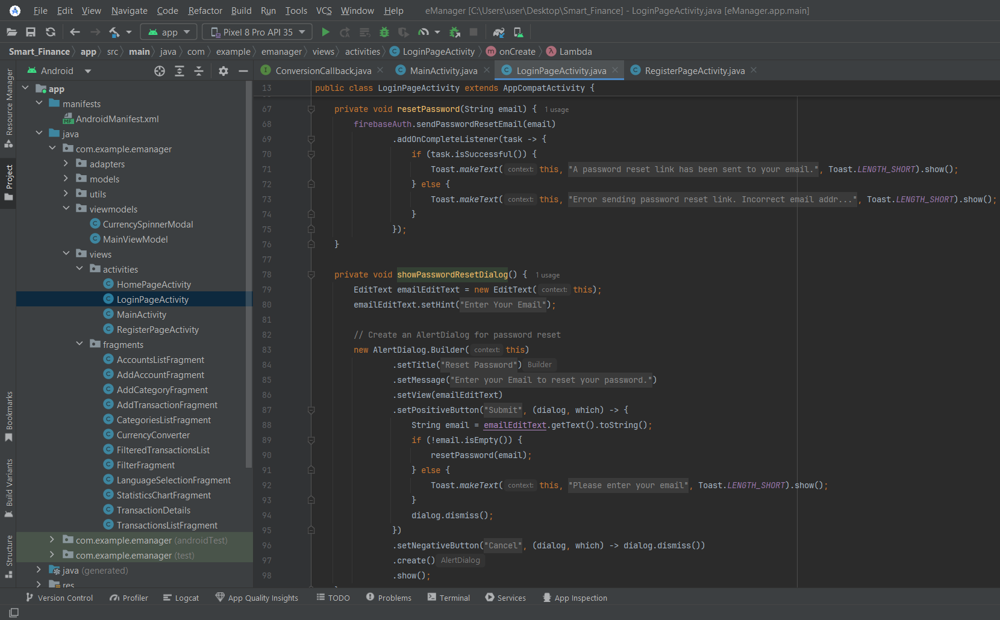 File Edit View Navigate Code Refactor Build Run Tools VCS Window Help eManager [C:\Users\user\Desktop\Smart_Finance] - LoginPageActivity.java [eManager.app.main]
app Pixel 8 Pro API 35
Smart_Finance app src main java com example emanager views activities LoginPageActivity onCreate Lambda
Android
ConversionCallback.java MainActivity.java LoginPageActivity.java RegisterPageActivity.java
Resource Manager
Project
Bookmarks
Build Variants
Structure
app
manifests
AndroidManifest.xml
java
com.example.emanager
adapters
models
utils
viewmodels
CurrencySpinnerModal
MainViewModel
views
activities
HomePageActivity
LoginPageActivity
MainActivity
RegisterPageActivity
fragments
AccountsListFragment
AddAccountFragment
AddCategoryFragment
AddTransactionFragment
CategoriesListFragment
CurrencyConverter
FilteredTransactionsList
FilterFragment
LanguageSelectionFragment
StatisticsChartFragment
TransactionDetails
TransactionsListFragment
com.example.emanager (androidTest)
com.example.emanager (test)
java (generated)
res
13 public class LoginPageActivity extends AppCompatActivity {
67 private void resetPassword(String email) { 1 usage
68 firebaseAuth.sendPasswordResetEmail(email)
69 .addOnCompleteListener(task -> {
70 if (task.isSuccessful()) {
71 Toast.makeText( context: this, "A password reset link has been sent to your email.", Toast.LENGTH_SHORT).show();
72 } else {
73 Toast.makeText( context: this, "Error sending password reset link. Incorrect email addr...", Toast.LENGTH_SHORT).show();
74 }
75 });
76 }
77
78 private void showPasswordResetDialog() { 1 usage
79 EditText emailEditText = new EditText( context: this);
80 emailEditText.setHint("Enter Your Email");
81
82 // Create an AlertDialog for password reset
83 new AlertDialog.Builder( context: this)
84 .setTitle("Reset Password") Builder
85 .setMessage("Enter your Email to reset your password.")
86 .setView(emailEditText)
87 .setPositiveButton("Submit", (dialog, which) -> {
88 String email = emailEditText.getText().toString();
89 if (!email.isEmpty()) {
90 resetPassword(email);
91 } else {
92 Toast.makeText( context: this, "Please enter your email", Toast.LENGTH_SHORT).show();
93 }
94 dialog.dismiss();
95 })
96 .setNegativeButton("Cancel", (dialog, which) -> dialog.dismiss())
97 .create() AlertDialog
98 .show();
Version Control Profiler Logcat App Quality Insights TODO Problems Terminal Services App Inspection